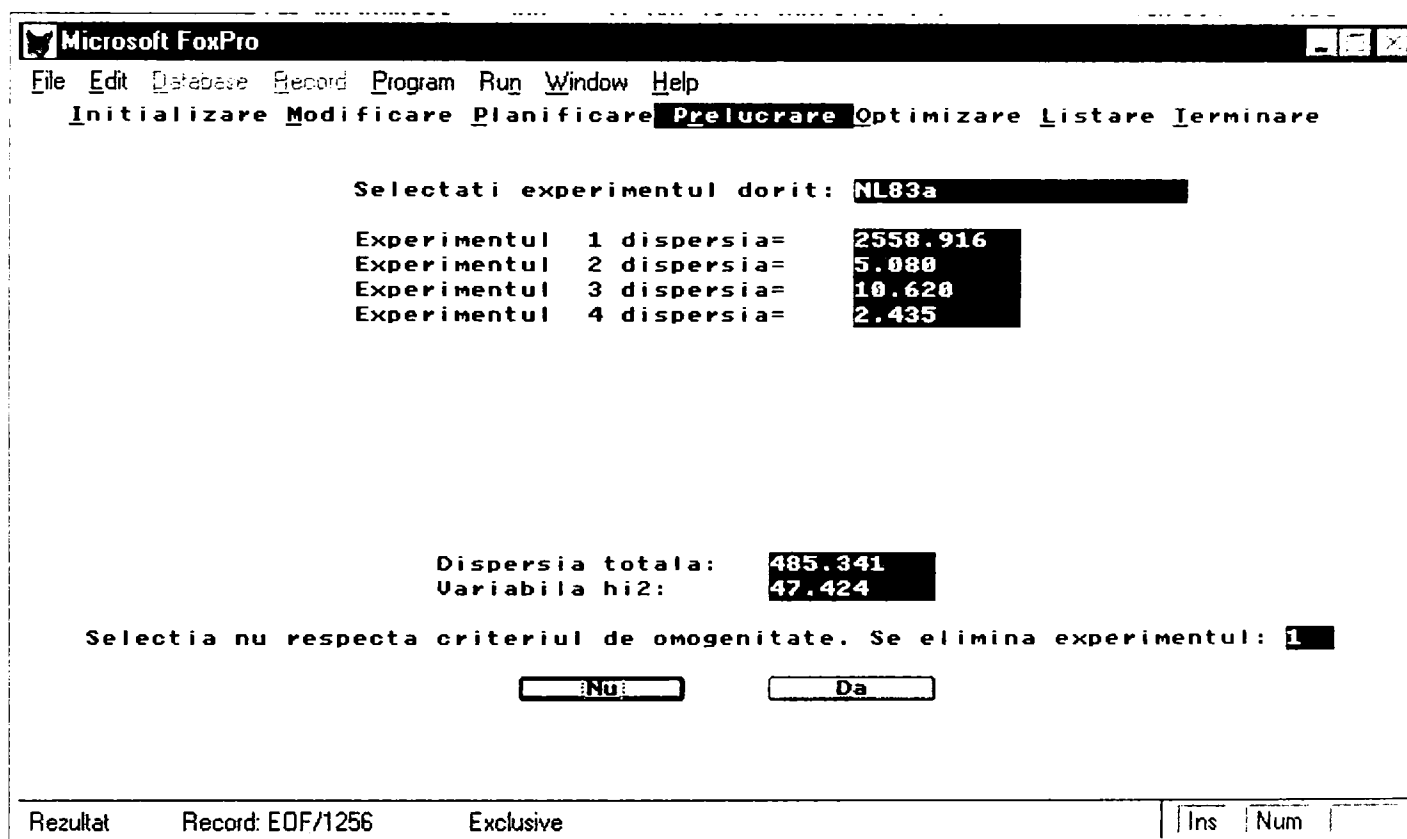 Microsoft FoxPro
File Edit Database Record Program Run Window Help
Initializare Modificare Planificare Prelucrare Optimizare Listare Terminare
Selectati experimentul dorit: NL83a
Experimentul 1 dispersia= 2558.916
Experimentul 2 dispersia= 5.080
Experimentul 3 dispersia= 10.620
Experimentul 4 dispersia= 2.435
Dispersia totala: 485.341
Variabila hi2: 47.424
Selectia nu respecta criteriul de omogenitate. Se elimina experimentul: 1
Nu Da
Rezultat Record: EOF/1256 Exclusive Ins Num